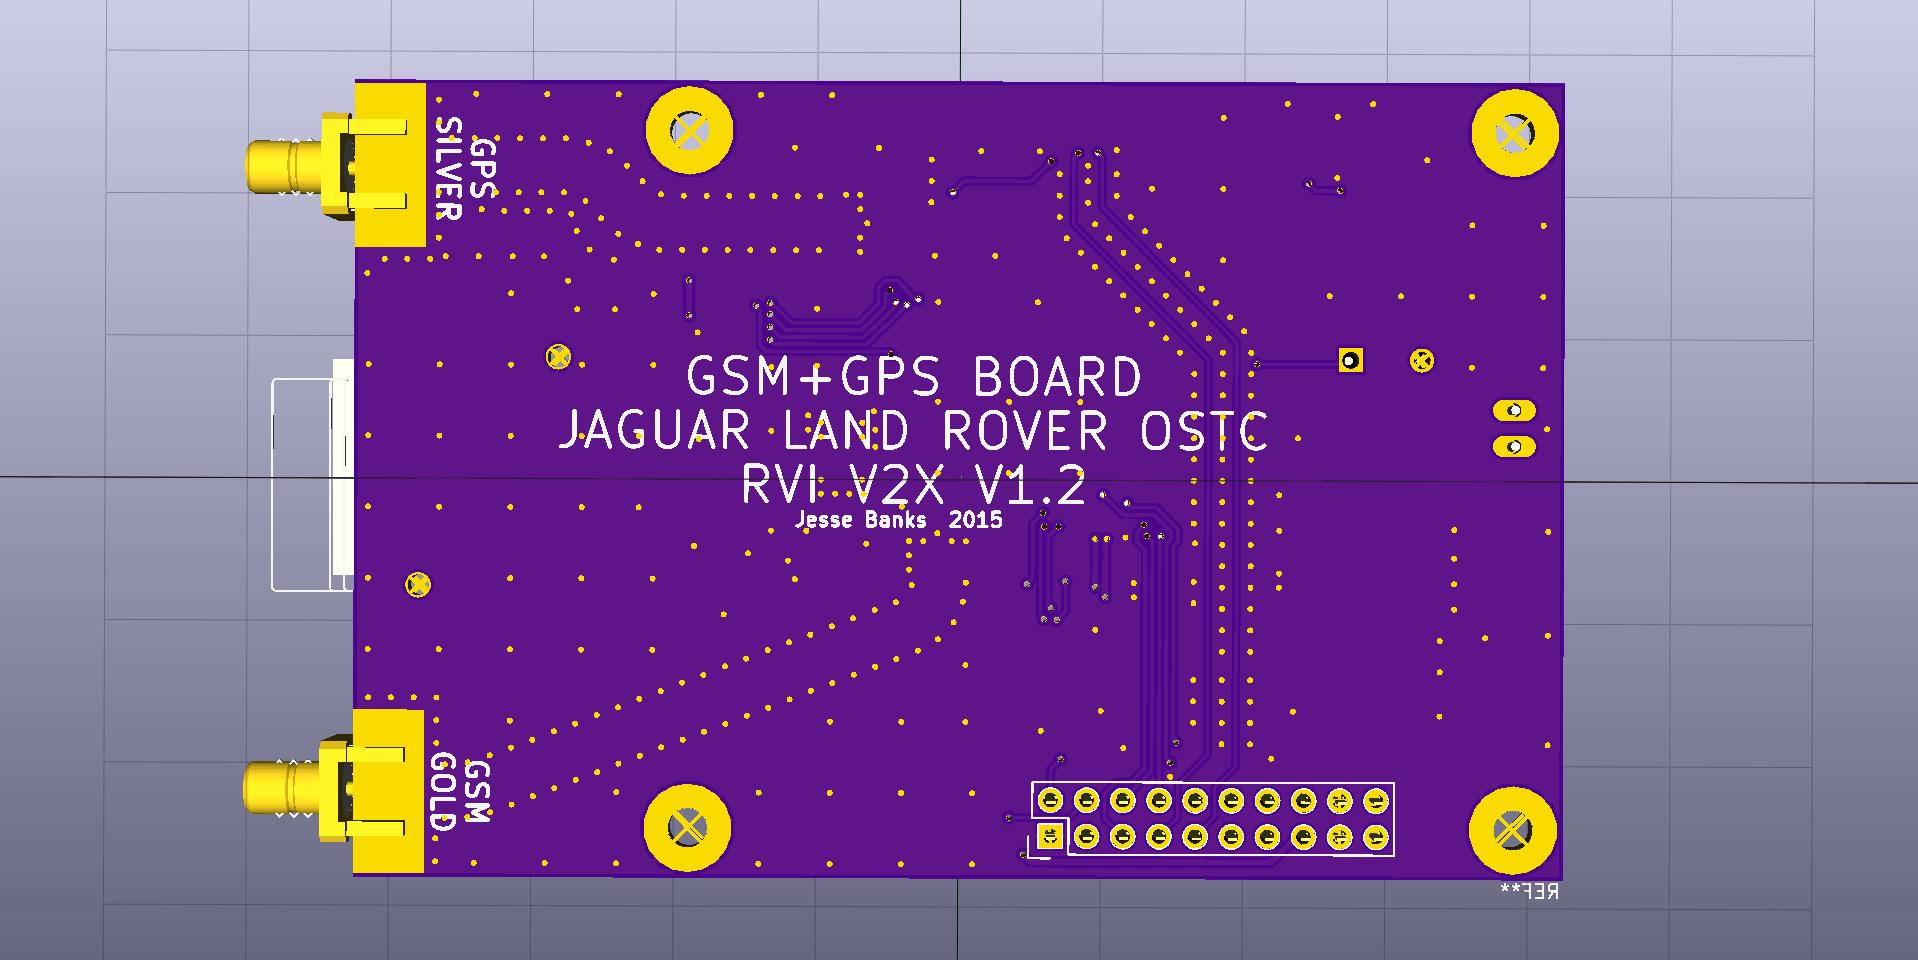 GPS
SILVER
GSM+GPS BOARD
JAGUAR LAND ROVER OSTC
RVI V2X V1.2
Jesse Banks 2015
GSM
GOLD
REF**